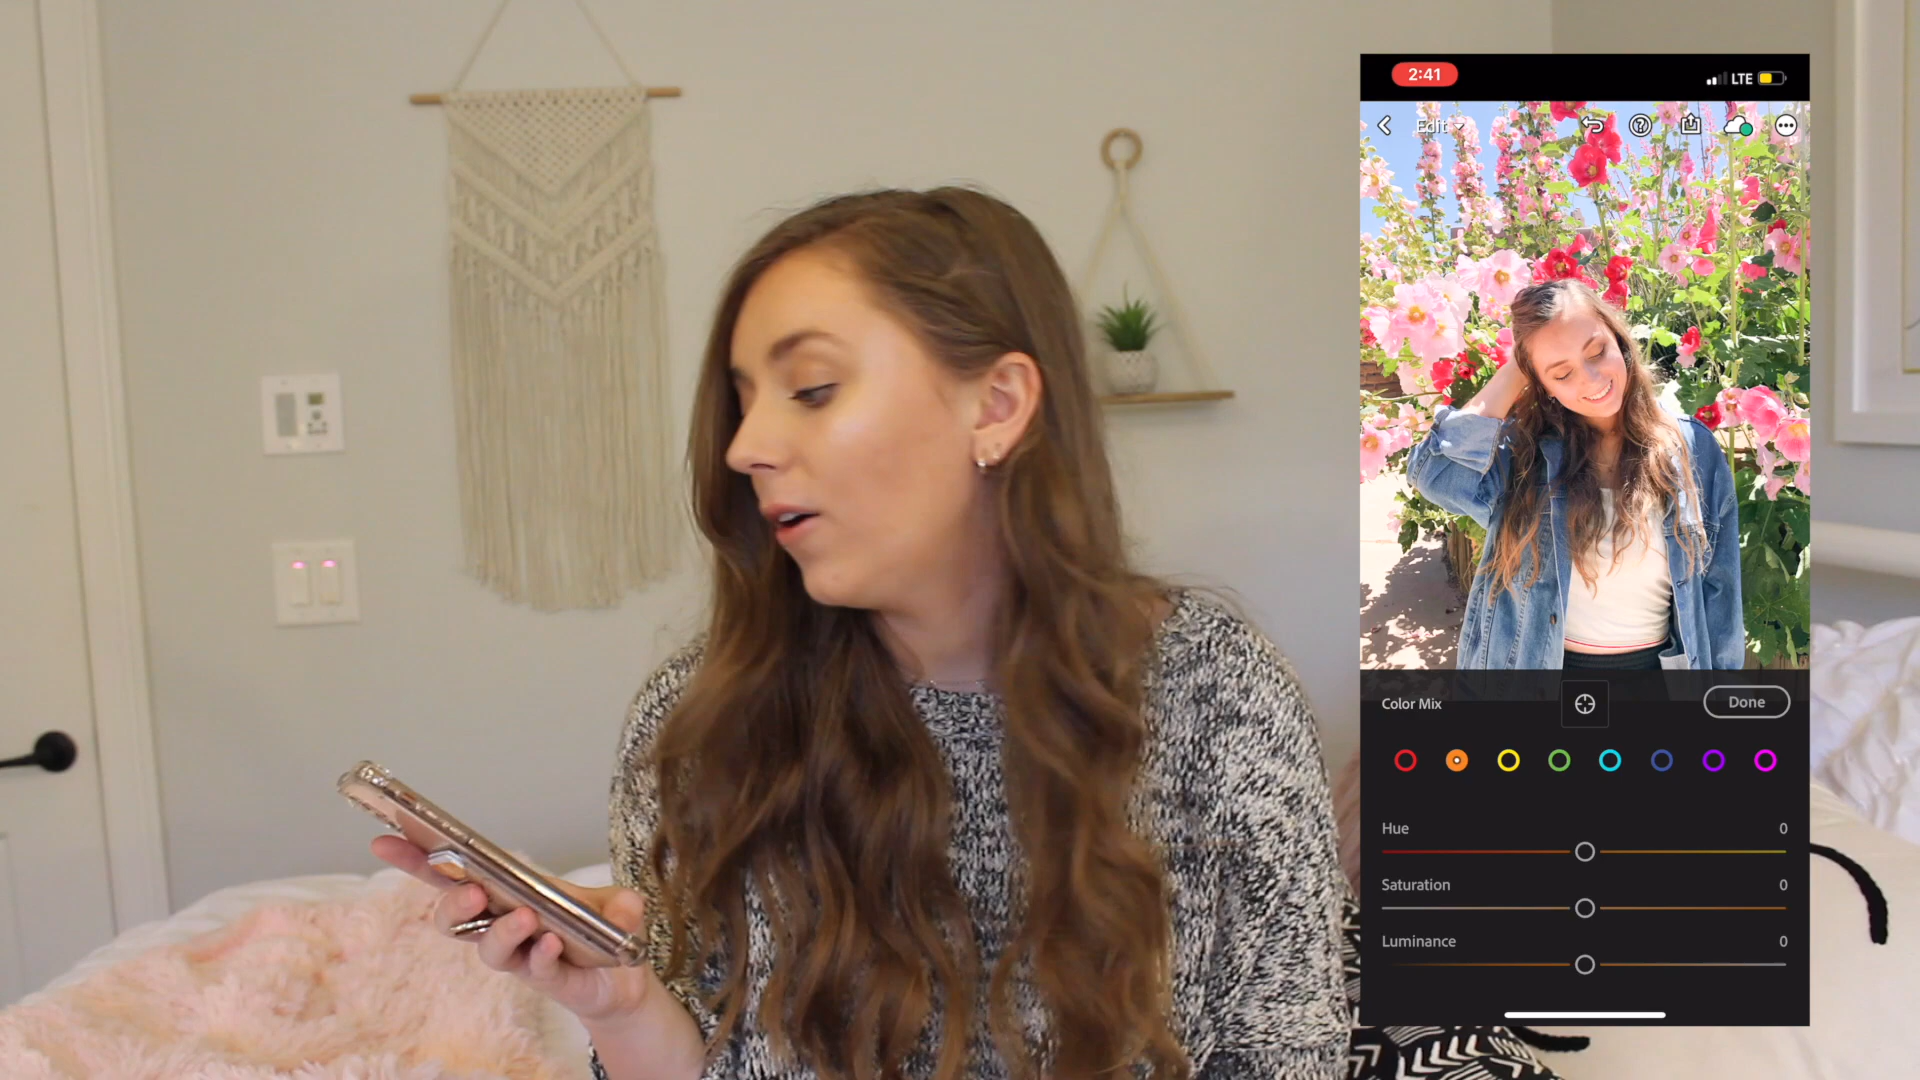 2:41
LTE
Edit
Color Mix
Done
Hue 0
Saturation 0
Luminance 0